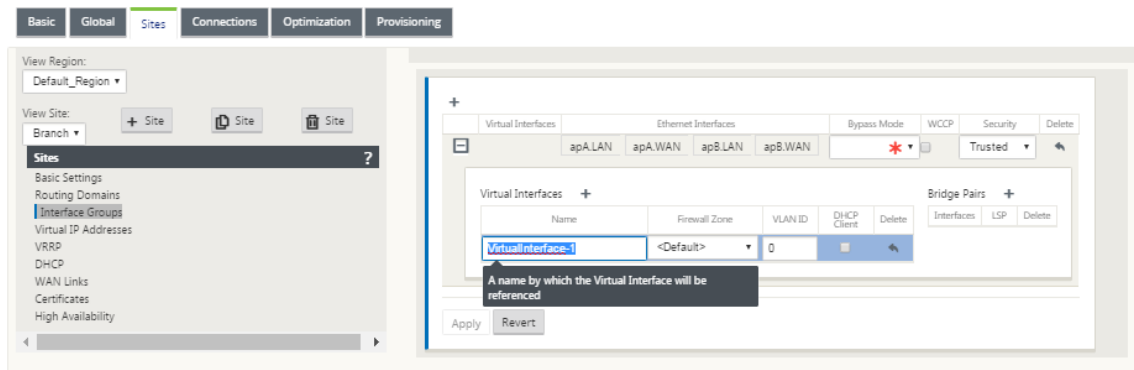 Basic Global Sites Connections Optimization Provisioning
View Region:
Default_Region
View Site:
Branch
+ Site Site Site
Sites ?
Basic Settings
Routing Domains
Interface Groups
Virtual IP Addresses
VRRP
DHCP
WAN Links
Certificates
High Availability
+
Virtual Interfaces Ethernet Interfaces Bypass Mode WCCP Security Delete
apA.LAN apA.WAN apB.LAN apB.WAN Trusted
Virtual Interfaces +
Name Firewall Zone VLAN ID DHCP Client Delete
VirtualInterface-1 <Default> 0
A name by which the Virtual Interface will be
referenced
Bridge Pairs +
Interfaces LSP Delete
Apply Revert